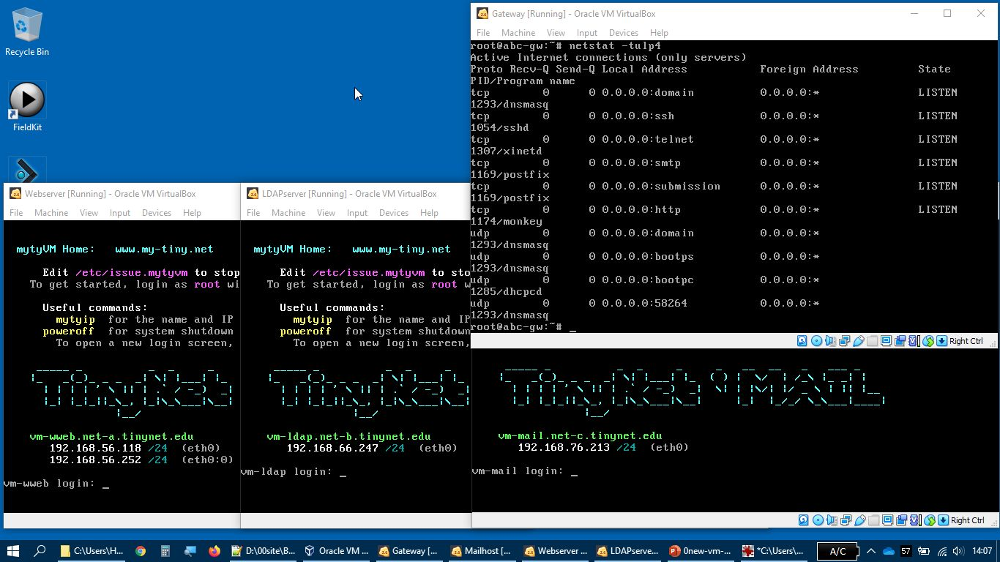 Recycle Bin
FieldKit
Gateway [Running] - Oracle VM VirtualBox
File Machine View Input Devices Help
root@abc-gw:~# netstat -tulp4
Active Internet connections (only servers)
Proto Recv-Q Send-Q Local Address Foreign Address State
PID/Program name
tcp 0 0 0.0.0.0:domain 0.0.0.0:* LISTEN
1293/dnsmasq
tcp 0 0 0.0.0.0:ssh 0.0.0.0:* LISTEN
1054/sshd
tcp 0 0 0.0.0.0:telnet 0.0.0.0:* LISTEN
1307/xinetd
tcp 0 0 0.0.0.0:smtp 0.0.0.0:* LISTEN
1169/postfix
tcp 0 0 0.0.0.0:submission 0.0.0.0:* LISTEN
1169/postfix
tcp 0 0 0.0.0.0:http 0.0.0.0:* LISTEN
1174/monkey
udp 0 0 0.0.0.0:domain 0.0.0.0:*
1293/dnsmasq
udp 0 0 0.0.0.0:bootps 0.0.0.0:*
1293/dnsmasq
udp 0 0 0.0.0.0:bootpc 0.0.0.0:*
1285/dhcpcd
udp 0 0 0.0.0.0:58264 0.0.0.0:*
1293/dnsmasq
root@abc-gw:~# _
Right Ctrl
Webserver [Running] - Oracle VM VirtualBox
File Machine View Input Devices Help
mytyVM Home: www.my-tiny.net
Edit /etc/issue.mytyvm to stop
To get started, login as root wi
Useful commands:
mytyip for the name and IP
poweroff for system shutdown
To open a new login screen,
TinyNet
vm-wweb.net-a.tinynet.edu
192.168.56.118 /24 (eth0)
192.168.56.252 /24 (eth0:0)
vm-wweb login: _
LDAPserver [Running] - Oracle VM VirtualBox
File Machine View Input Devices Help
mytyVM Home: www.my-tiny.net
Edit /etc/issue.mytyvm to sto
To get started, login as root w
Useful commands:
mytyip for the name and IP
poweroff for system shutdown
To open a new login screen,
TinyNet
vm-ldap.net-b.tinynet.edu
192.168.66.247 /24 (eth0)
vm-ldap login: _
TinyNet VMAIL
vm-mail.net-c.tinynet.edu
192.168.76.213 /24 (eth0)
vm-mail login: _
Right Ctrl
C:\Users\H... D:\00site\B... Oracle VM ... Gateway [... Mailhost [... Webserver ... LDAPserve... 0new-vm-... *C:\Users\... A/C 57 14:07